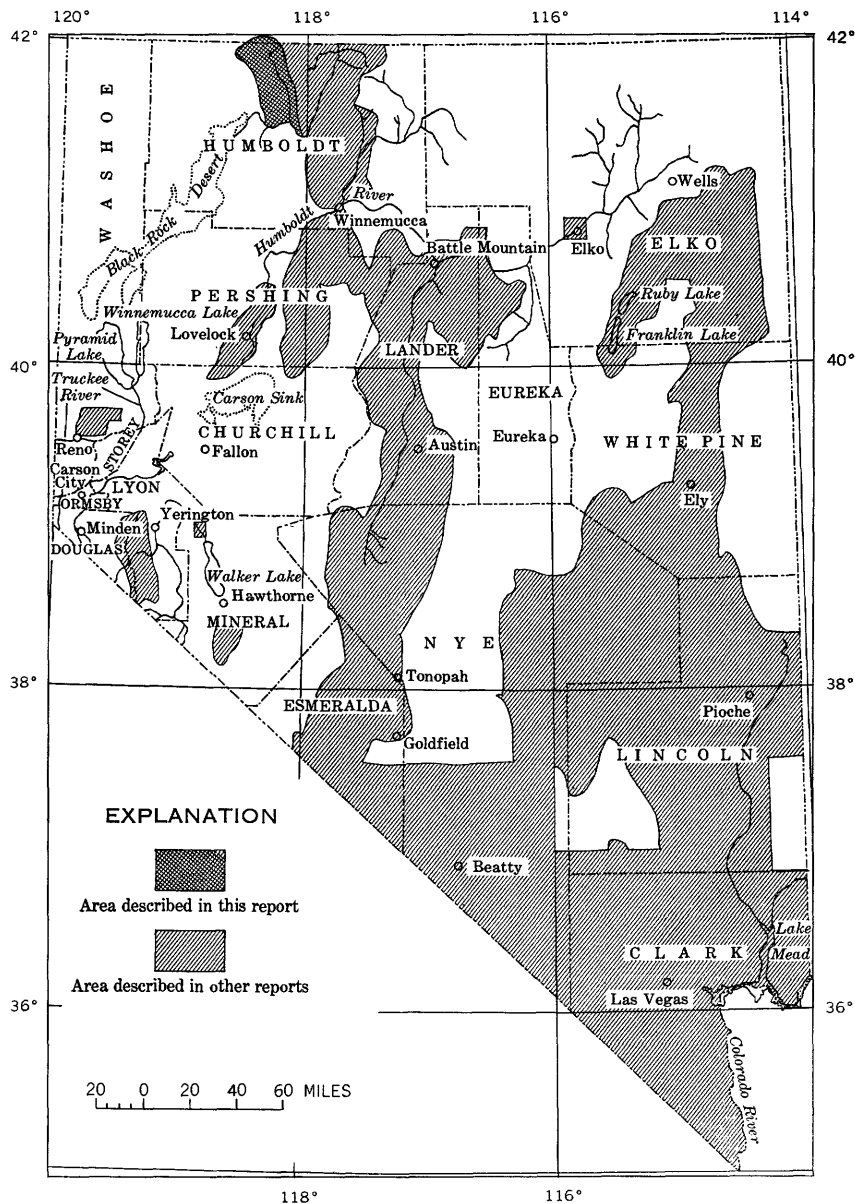 120° 118° 116° 114°
42° 42°
WASHOE
HUMBOLDT
Black Rock Desert
Wells
River
Winnemucca
Humboldt
Battle Mountain
Elko
ELKO
PERSHING
Ruby Lake
Winnemucca Lake
Lovelock
Franklin Lake
Pyramid Lake
LANDER
40° 40°
Truckee River
Carson Sink
EUREKA
STOREY
CHURCHILL
Eureka
WHITE PINE
Reno
Fallon
Austin
Carson City
LYON
Ely
ORMSBY
Yerington
Minden
DOUGLAS
Walker Lake
Hawthorne
MINERAL
NYE
Tonopah
38° 38°
ESMERALDA
Pioche
Goldfield
LINCOLN
EXPLANATION
Beatty
Area described in this report
Lake Mead
CLARK
Area described in other reports
Las Vegas
36° 36°
Colorado River
20 0 20 40 60 MILES
118° 116°